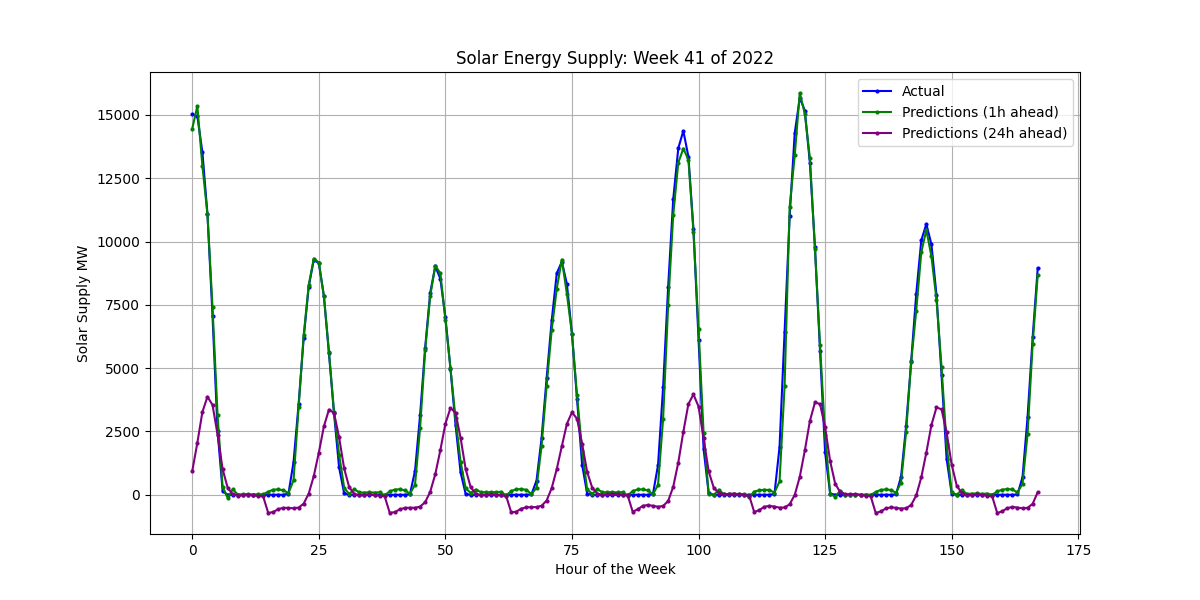 Solar Energy Supply: Week 41 of 2022
Actual
Predictions (1h ahead)
Predictions (24h ahead)
Solar Supply MW
15000
12500
10000
7500
5000
2500
0
0 25 50 75 100 125 150 175
Hour of the Week